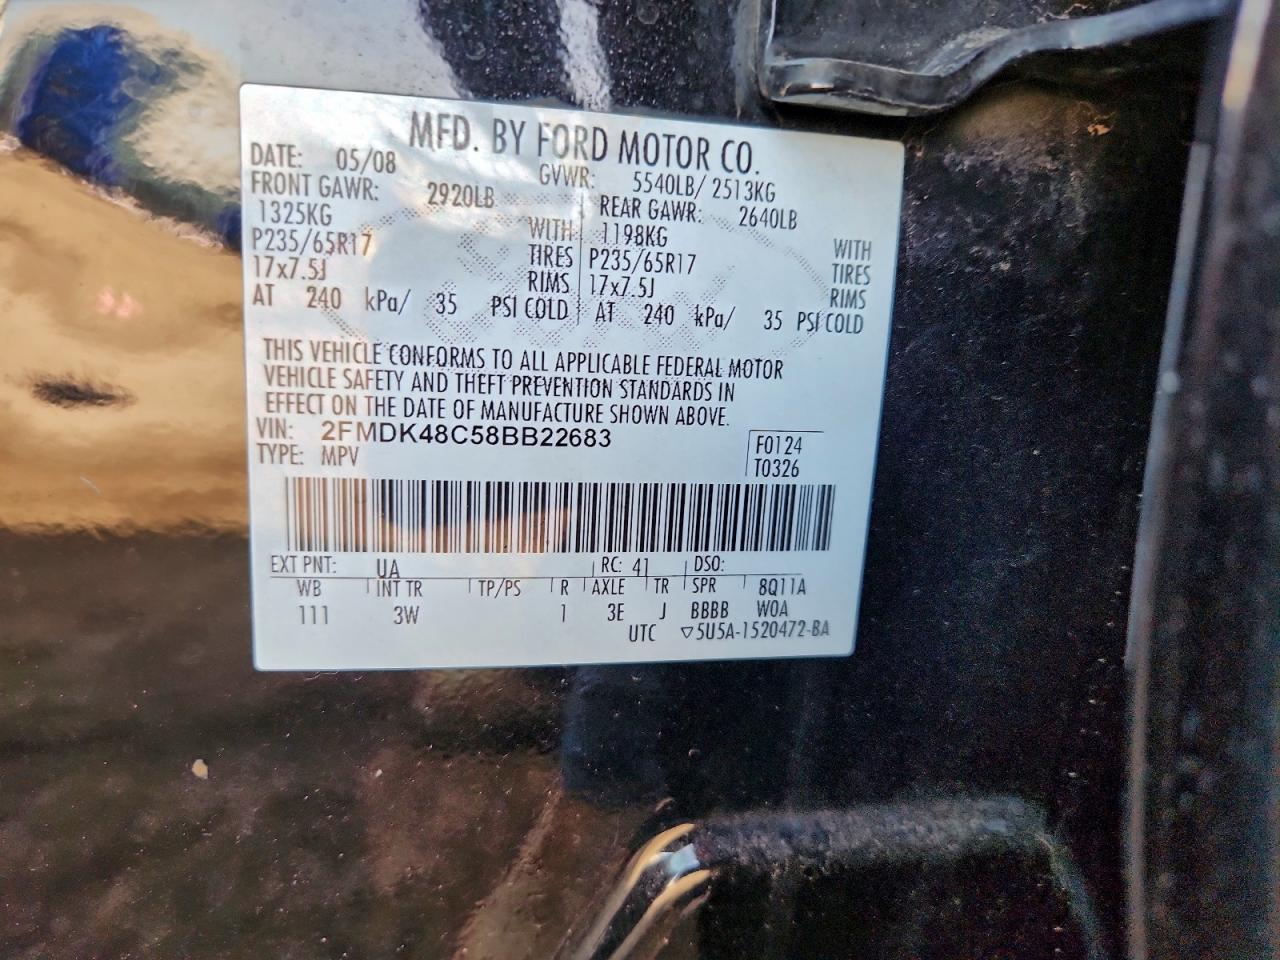 MFD. BY FORD MOTOR CO.
DATE: 05/08 GVWR: 5540LB/ 2513KG
FRONT GAWR: 2920LB REAR GAWR: 2640LB
1325KG WITH 1198KG WITH
P235/65R17 TIRES P235/65R17 TIRES
17x7.5J RIMS 17x7.5J RIMS
AT 240 kPa/ 35 PSI COLD AT 240 kPa/ 35 PSI COLD
THIS VEHICLE CONFORMS TO ALL APPLICABLE FEDERAL MOTOR
VEHICLE SAFETY AND THEFT PREVENTION STANDARDS IN
EFFECT ON THE DATE OF MANUFACTURE SHOWN ABOVE.
VIN: 2FMDK48C58BB22683 F0124
TYPE: MPV T0326
EXT PNT: UA RC: 41 DSO:
WB INT TR TP/PS R AXLE TR SPR 8Q11A
111 3W 1 3E J BBBB W0A
UTC ▽5U5A-1520472-BA